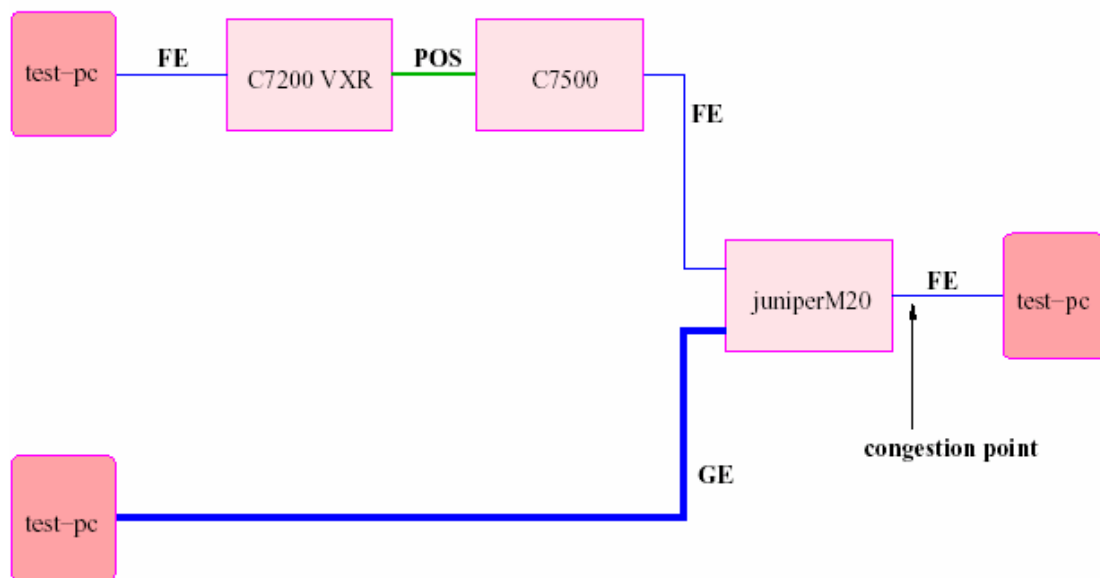 test-pc
FE
C7200 VXR
POS
C7500
FE
juniperM20
FE
test-pc
congestion point
GE
test-pc